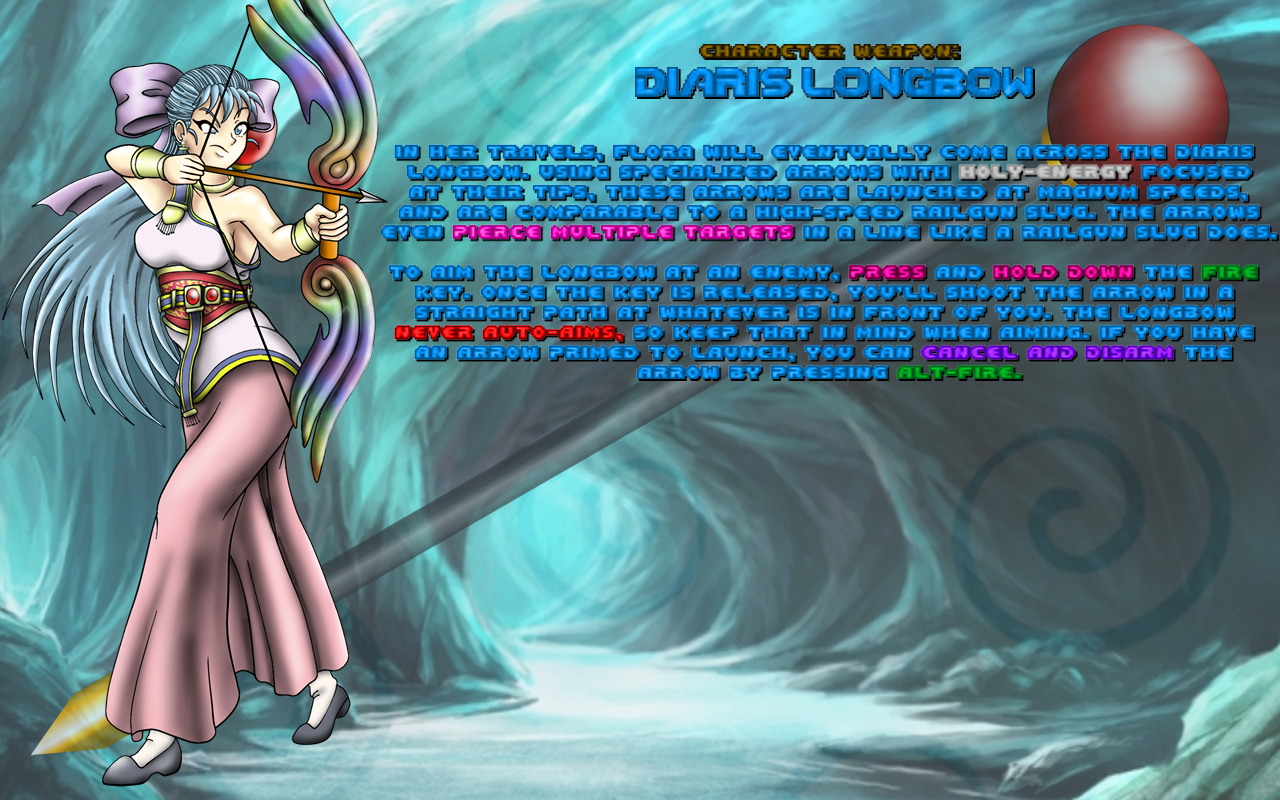 CHARACTER WEAPON:
DIARIS LONGBOW
IN HER TRAVELS, FLORA WILL EVENTUALLY COME ACROSS THE DIARIS
LONGBOW. USING SPECIALIZED ARROWS WITH HOLY-ENERGY FOCUSED
AT THEIR TIPS, THESE ARROWS ARE LAUNCHED AT MAGNUM SPEEDS,
AND ARE COMPARABLE TO A HIGH-SPEED RAILGUN SLUG. THE ARROWS
EVEN PIERCE MULTIPLE TARGETS IN A LINE LIKE A RAILGUN SLUG DOES.
TO AIM THE LONGBOW AT AN ENEMY, PRESS AND HOLD DOWN THE FIRE
KEY. ONCE THE KEY IS RELEASED, YOU'LL SHOOT THE ARROW IN A
STRAIGHT PATH AT WHATEVER IS IN FRONT OF YOU. THE LONGBOW
NEVER AUTO-AIMS, SO KEEP THAT IN MIND WHEN AIMING. IF YOU HAVE
AN ARROW PRIMED TO LAUNCH, YOU CAN CANCEL AND DISARM THE
ARROW BY PRESSING ALT-FIRE.